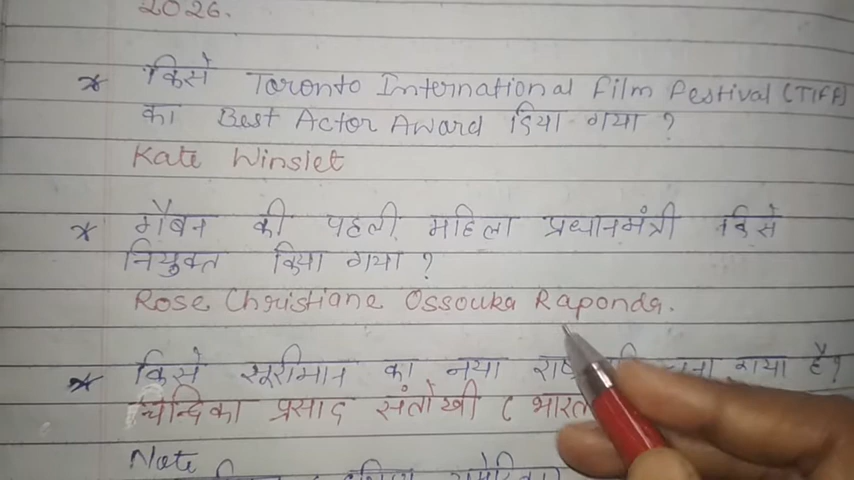 2026.
* किसे Toronto International Film Festival (TIFF)
का Best Actor Award दिया गया ?
Kate Winslet
* गैबन की पहली महिला प्रधानमंत्री किसे
नियुक्त किया गया ?
Rose Christiane Ossouka Raponda.
* किसे सूरीमान का नया गया है?
चन्द्रिका प्रसाद संतोखी ( भारत
Note